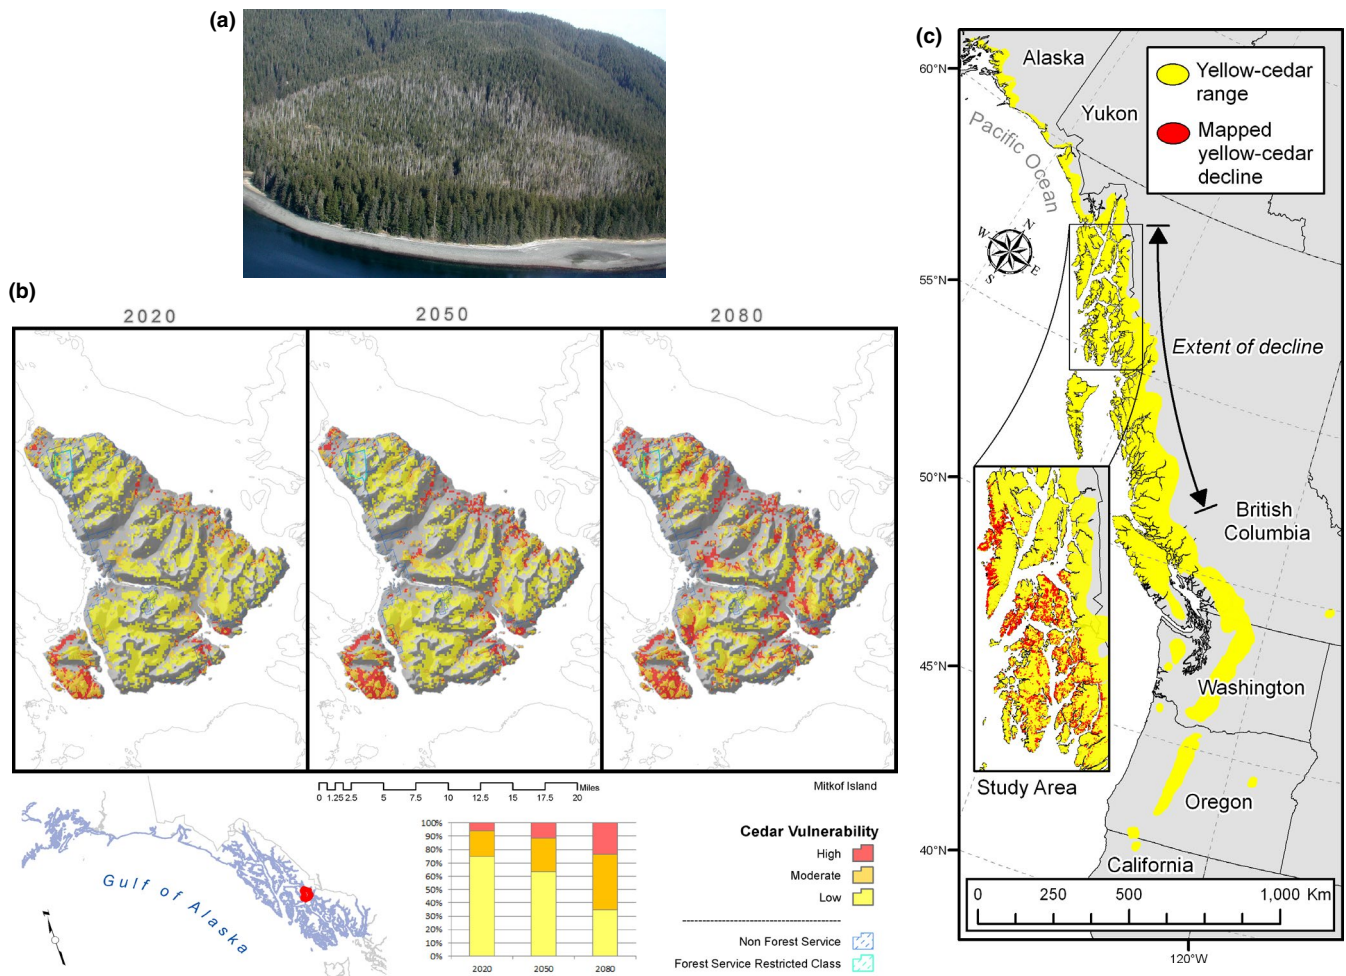 (a)
(b)
2020
2050
2080
0 1.25 2.5 5 7.5 10 12.5 15 17.5 20 Miles
Mitkof Island
Gulf of Alaska
100%
90%
80%
70%
60%
50%
40%
30%
20%
10%
0%
2020 2050 2080
Cedar Vulnerability
High
Moderate
Low
Non Forest Service
Forest Service Restricted Class
(c)
60°N
55°N
50°N
45°N
40°N
120°W
Alaska
Yukon
Pacific Ocean
N
W
E
S
Yellow-cedar
range
Mapped
yellow-cedar
decline
Extent of decline
British
Columbia
Washington
Oregon
California
Study Area
0 250 500 1,000 Km